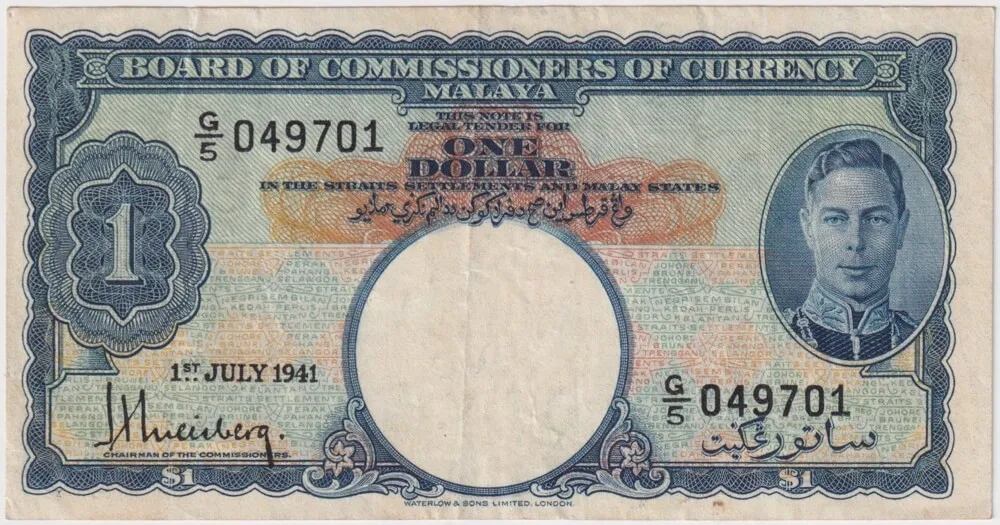 BOARD OF COMMISSIONERS OF CURRENCY
MALAYA
THIS NOTE IS
LEGAL TENDER FOR
ONE
DOLLAR
IN THE STRAITS SETTLEMENTS AND MALAY STATES
G/5 049701
1
1ST JULY 1941
CHAIRMAN OF THE COMMISSIONERS.
G/5 049701
ساتو رڠݢيت
$1
$1
WATERLOW & SONS LIMITED, LONDON.